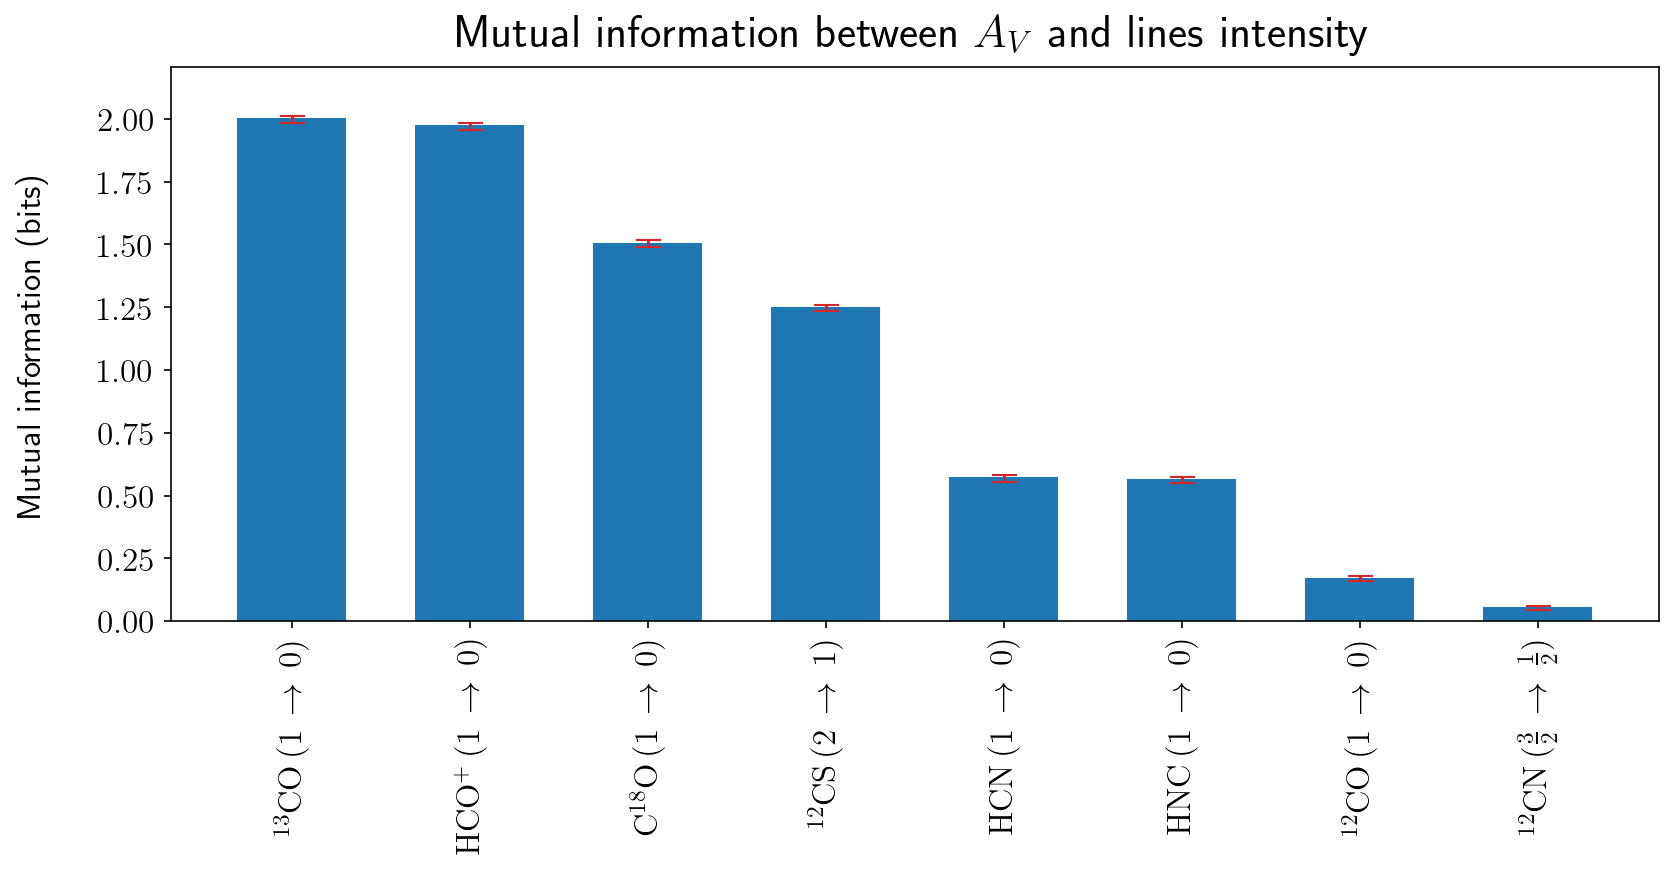 Mutual information between A_V and lines intensity
Mutual information (bits)
2.00
1.75
1.50
1.25
1.00
0.75
0.50
0.25
0.00
¹³CO (1 → 0)
HCO⁺ (1 → 0)
C¹⁸O (1 → 0)
¹²CS (2 → 1)
HCN (1 → 0)
HNC (1 → 0)
¹²CO (1 → 0)
¹²CN (3/2 → 1/2)